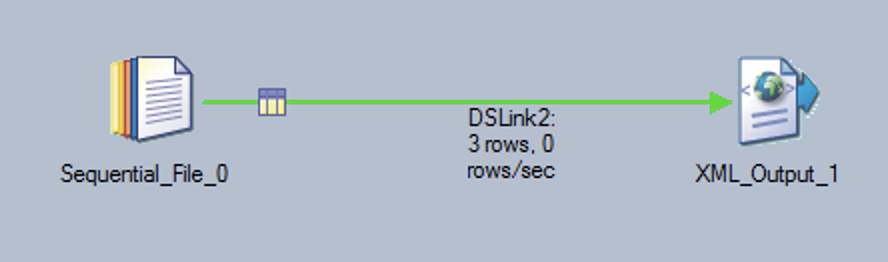 DSLink2:
3 rows, 0
rows/sec
Sequential_File_0
XML_Output_1